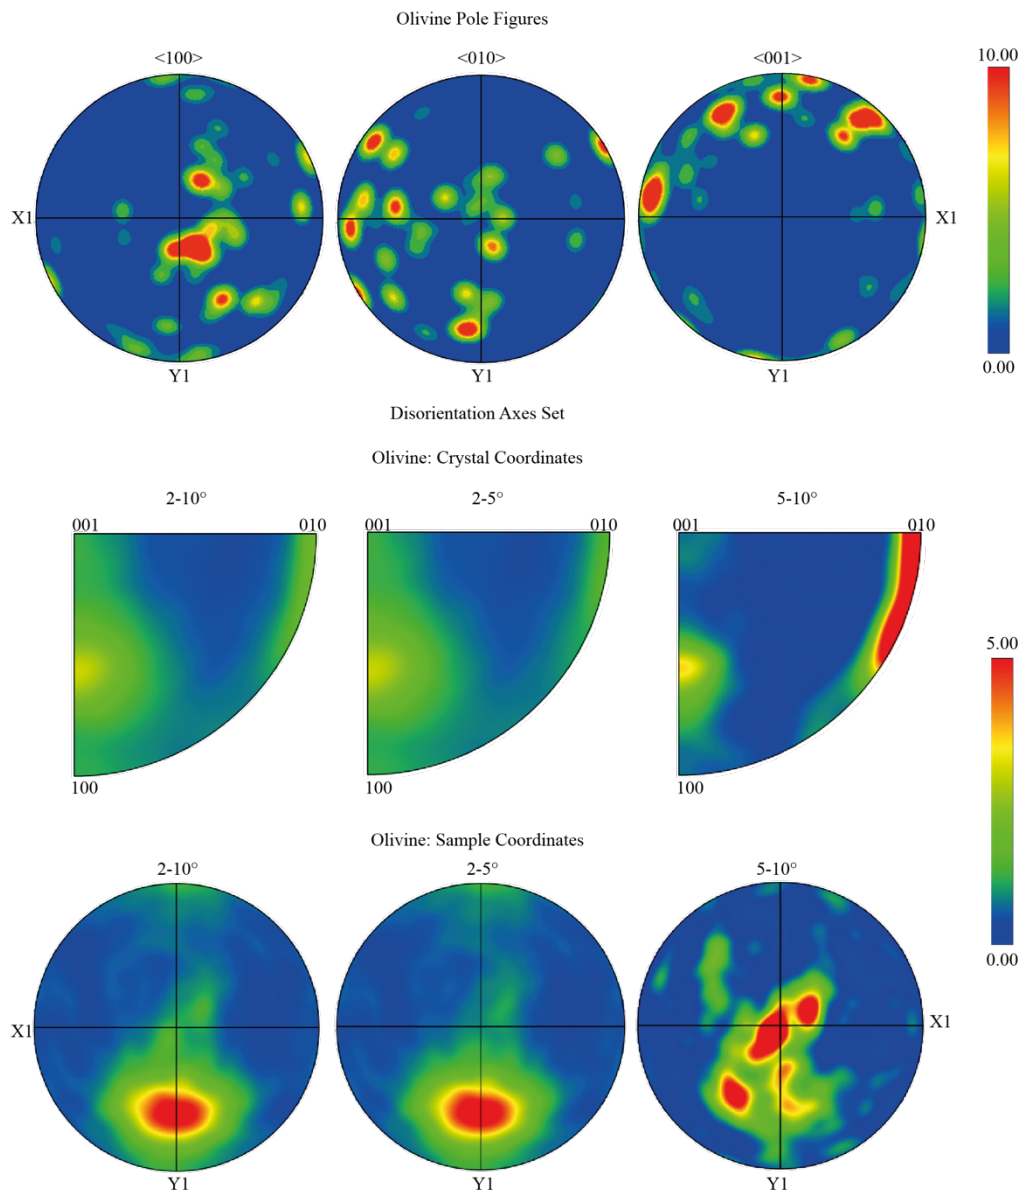 Olivine Pole Figures
<100> <010> <001> 10.00
X1 X1
0.00
Y1 Y1 Y1
Disorientation Axes Set
Olivine: Crystal Coordinates
2-10° 2-5° 5-10°
001 010 001 010 001 010
5.00
100 100 100
Olivine: Sample Coordinates
2-10° 2-5° 5-10°
0.00
X1 X1
Y1 Y1 Y1